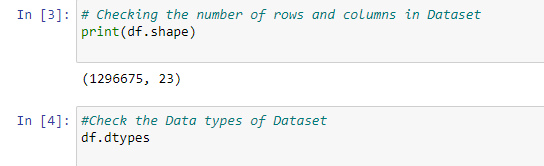 In [3]: # Checking the number of rows and columns in Dataset
print(df.shape)
(1296675, 23)
In [4]: #Check the Data types of Dataset
df.dtypes